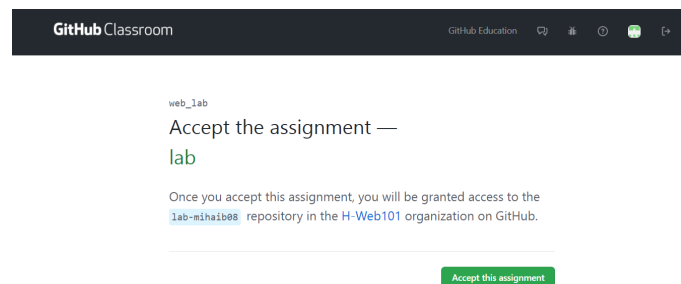 GitHub Classroom
GitHub Education
web_lab
Accept the assignment —
lab
Once you accept this assignment, you will be granted access to the
lab-mihaib08 repository in the H-Web101 organization on GitHub.
Accept this assignment